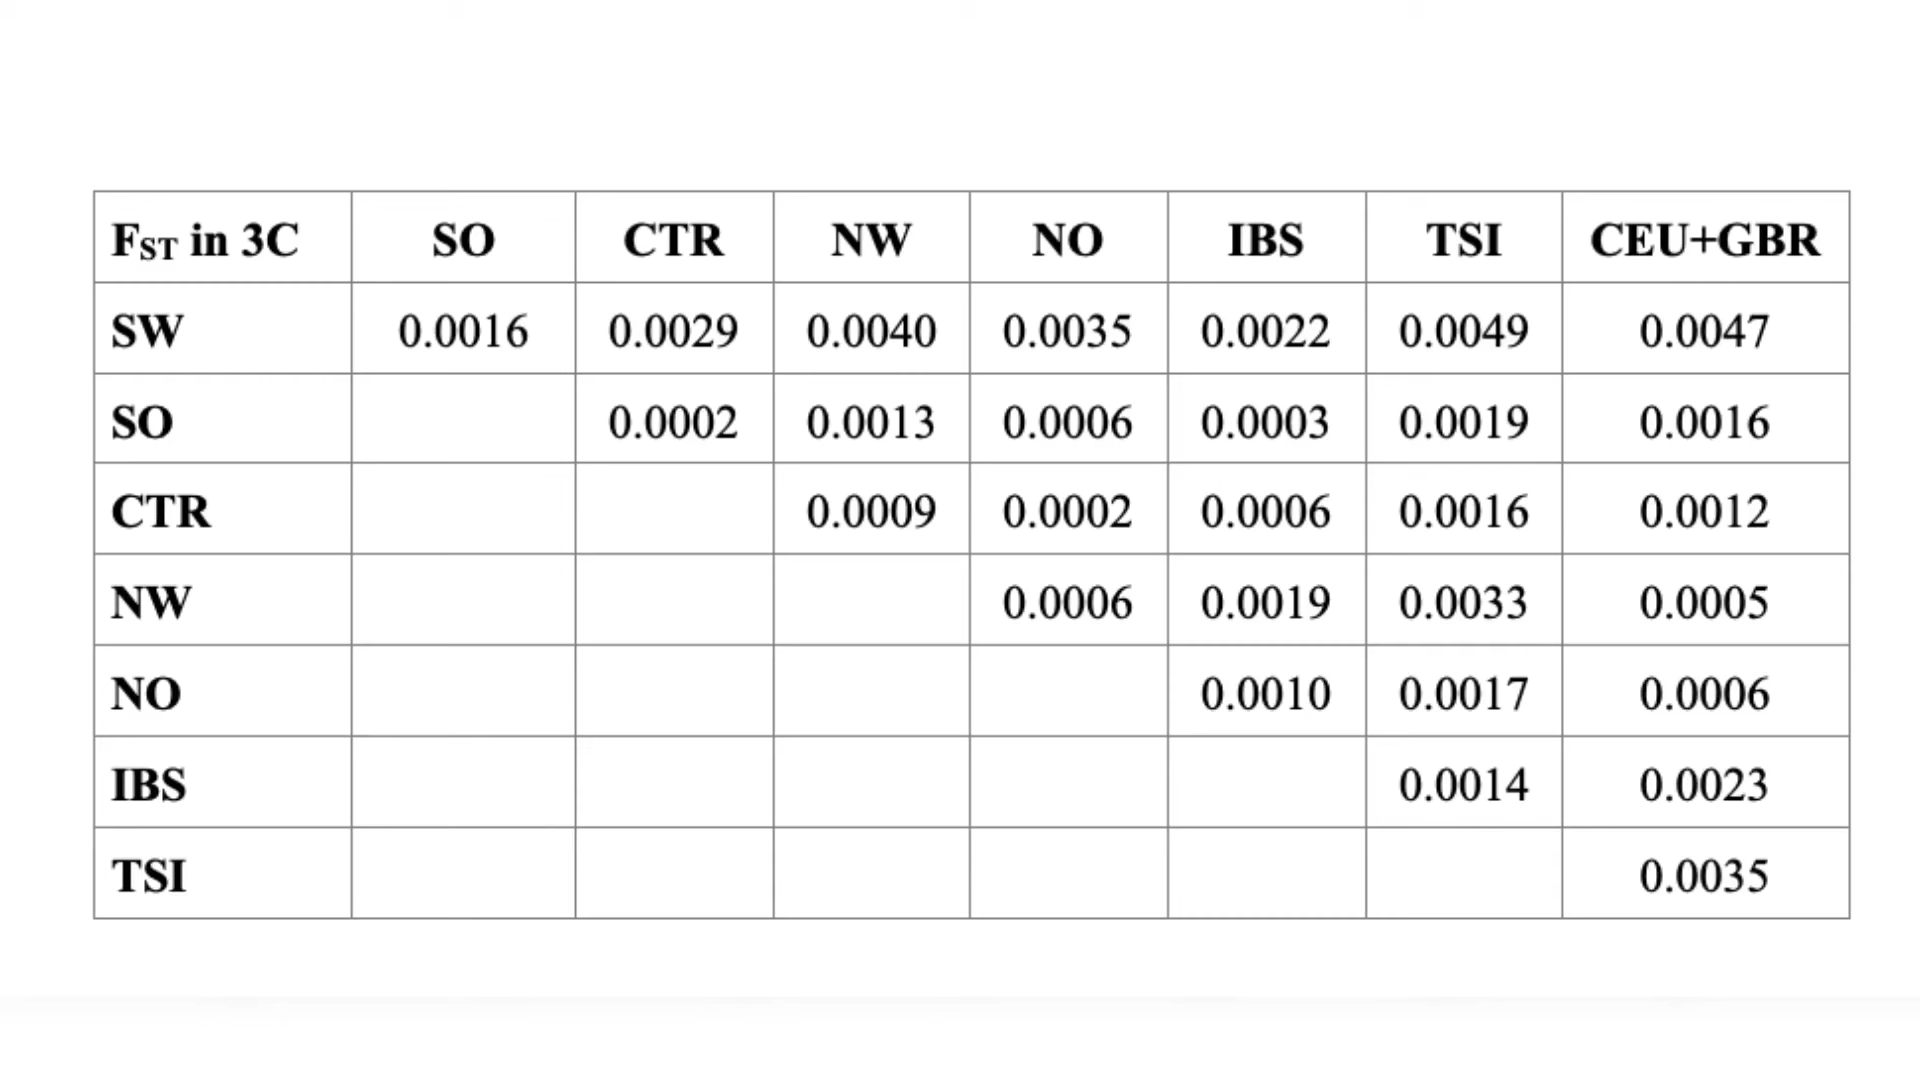 FST in 3C SO CTR NW NO IBS TSI CEU+GBR
SW 0.0016 0.0029 0.0040 0.0035 0.0022 0.0049 0.0047
SO 0.0002 0.0013 0.0006 0.0003 0.0019 0.0016
CTR 0.0009 0.0002 0.0006 0.0016 0.0012
NW 0.0006 0.0019 0.0033 0.0005
NO 0.0010 0.0017 0.0006
IBS 0.0014 0.0023
TSI 0.0035